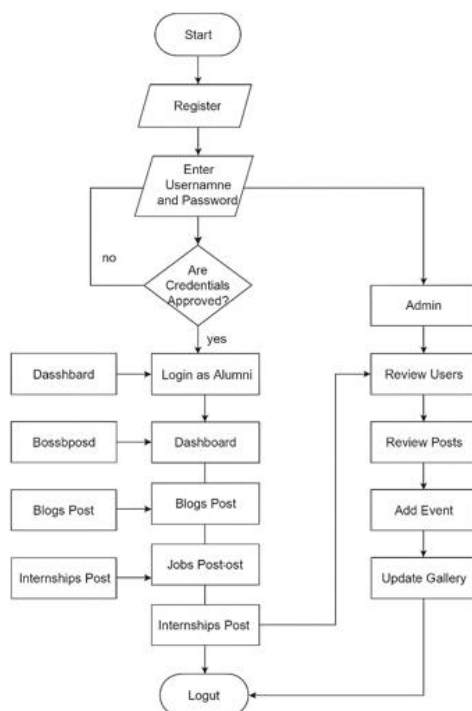 Start
Register
Enter
Usernamne
and Password
no
Are
Credentials
Approved?
yes
Admin
Dasshbard
Login as Alumni
Review Users
Bossbposd
Dashboard
Review Posts
Blogs Post
Blogs Post
Add Event
Internships Post
Jobs Post-ost
Update Gallery
Internships Post
Logut